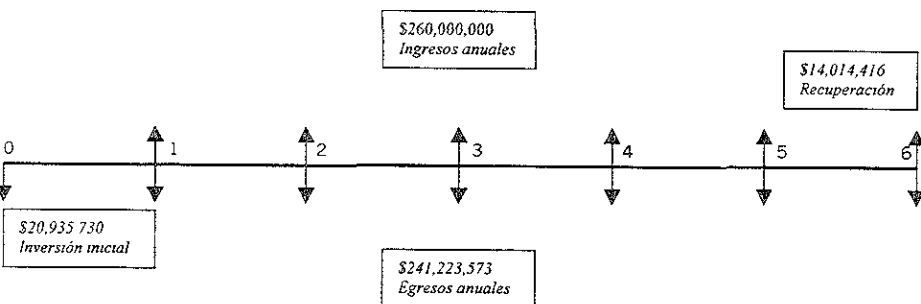 $260,000,000
Ingresos anuales
$14,014,416
Recuperación
0 1 2 3 4 5 6
$20,935 730
Inversión inicial
$241,223,573
Egresos anuales